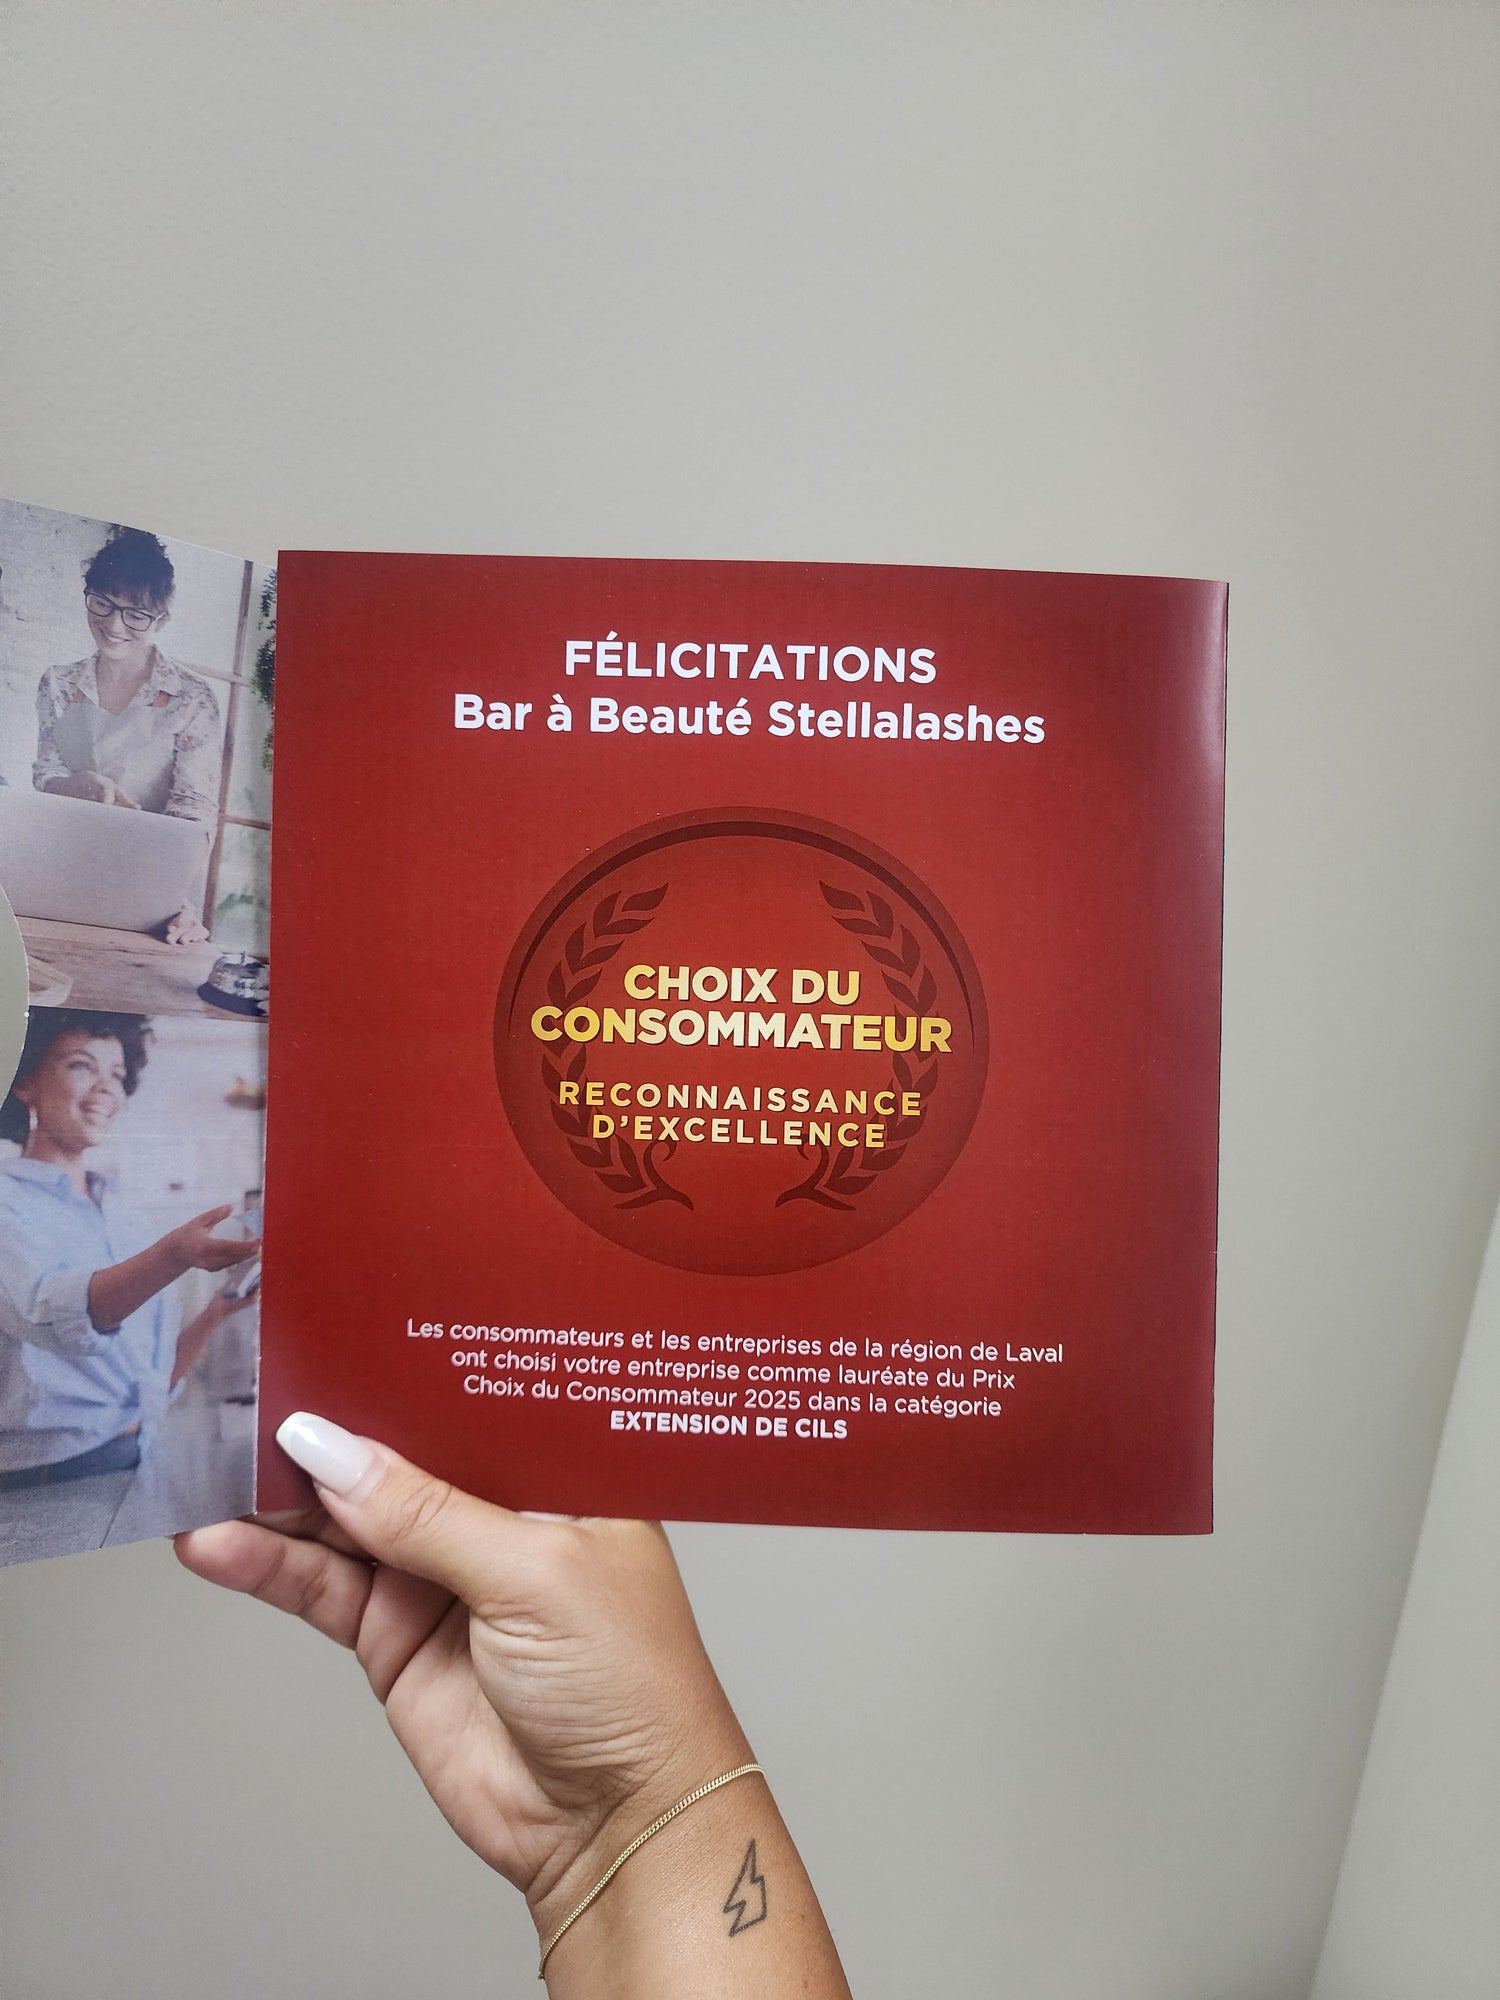 FÉLICITATIONS
Bar à Beauté Stellalashes
CHOIX DU
CONSOMMATEUR
RECONNAISSANCE
D'EXCELLENCE
Les consommateurs et les entreprises de la région de Laval
ont choisi votre entreprise comme lauréate du Prix
Choix du Consommateur 2025 dans la catégorie
EXTENSION DE CILS